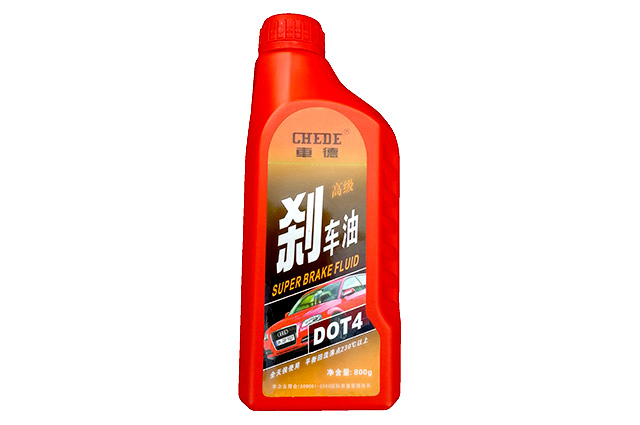 CHEDE®
車德
高级
刹车油
SUPER BRAKE FLUID
DOT4
全天候使用 平衡回流沸点230℃以上
净含量: 800g